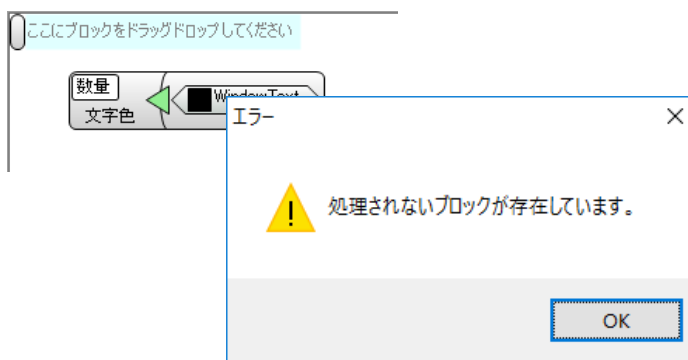 ここにブロックをドラッグドロップしてください
数量
文字色
WindowText
エラー
処理されないブロックが存在しています。
OK